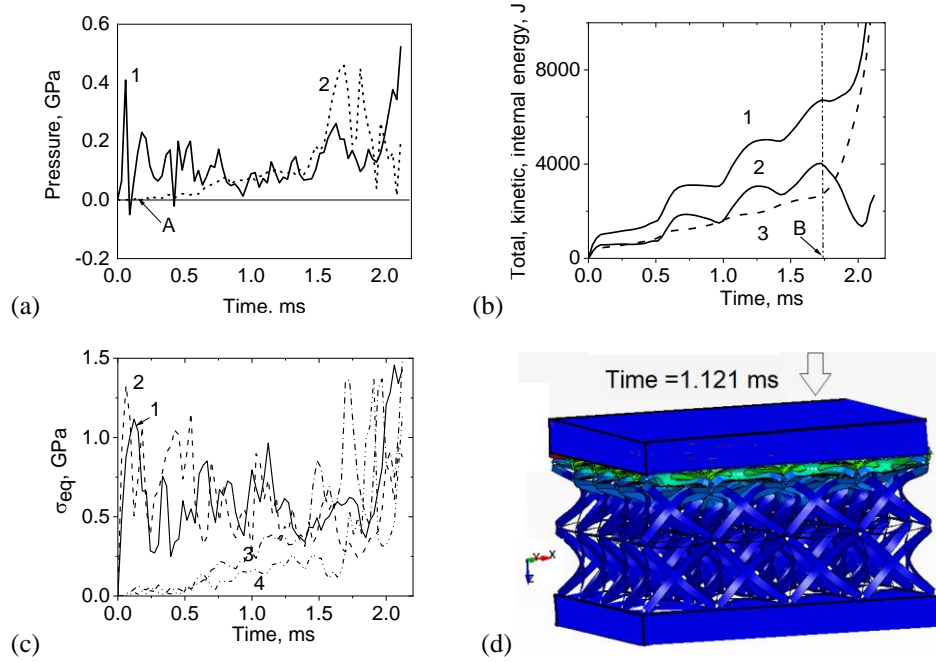 0.6
0.4
0.2
0.0
-0.2
Pressure, GPa
1
2
A
0.0 0.5 1.0 1.5 2.0
Time. ms
(a)
8000
4000
0
Total, kinetic, internal energy, J
1
2
3
B
0.0 0.5 1.0 1.5 2.0
Time, ms
(b)
1.5
1.0
0.5
0.0
σeq, GPa
2
1
3
4
0.0 0.5 1.0 1.5 2.0
Time, ms
(c)
Time =1.121 ms
Y X
Z
(d)